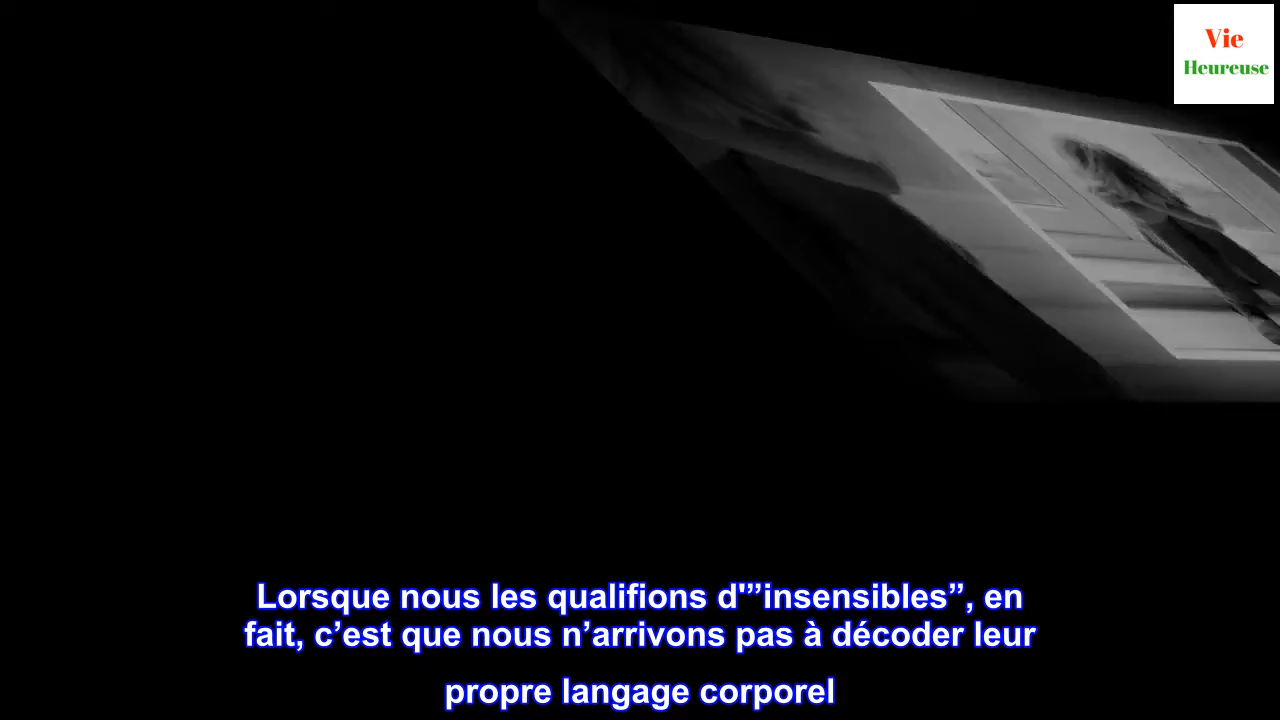 Vie
Heureuse
Lorsque nous les qualifions d'”insensibles”, en
fait, c’est que nous n’arrivons pas à décoder leur
propre langage corporel